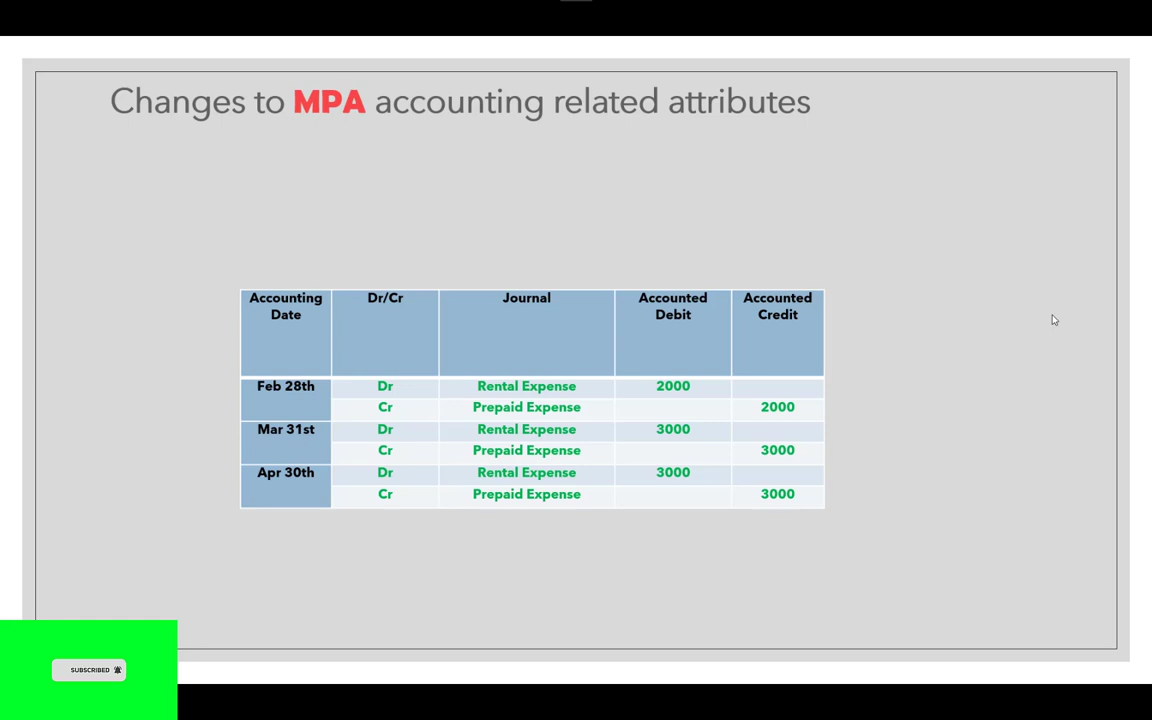 Changes to MPA accounting related attributes
Accounting Date Dr/Cr Journal Accounted Debit Accounted Credit
Feb 28th Dr Rental Expense 2000
Cr Prepaid Expense 2000
Mar 31st Dr Rental Expense 3000
Cr Prepaid Expense 3000
Apr 30th Dr Rental Expense 3000
Cr Prepaid Expense 3000
SUBSCRIBED